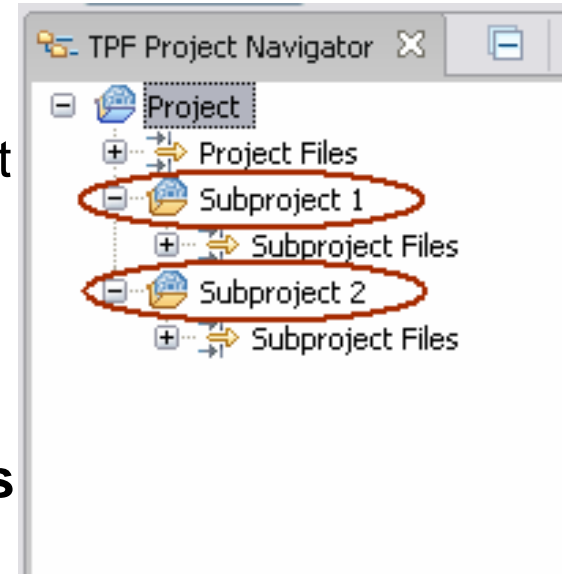 TPF Project Navigator
Project
t
Project Files
Subproject 1
Subproject Files
Subproject 2
Subproject Files
s